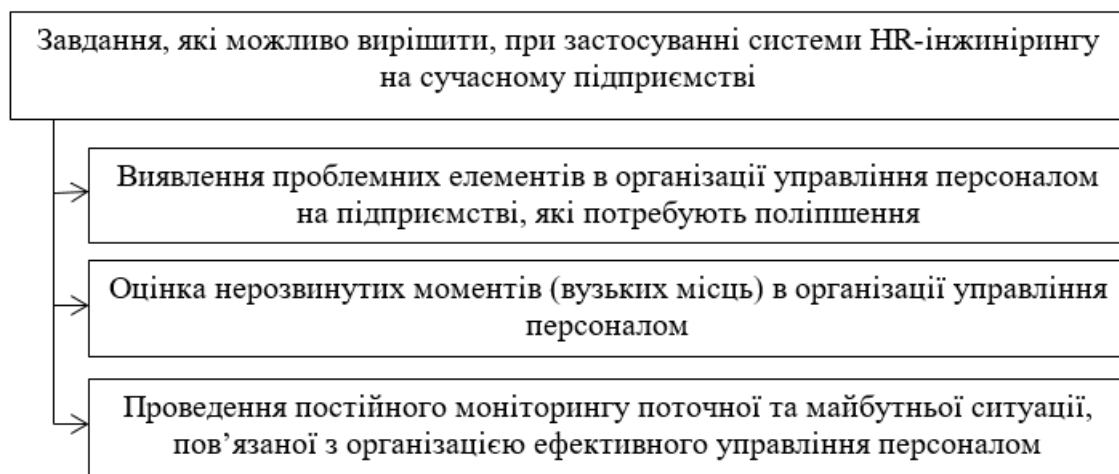 Завдання, які можливо вирішити, при застосуванні системи HR-інжинірингу
на сучасному підприємстві
Виявлення проблемних елементів в організації управління персоналом
на підприємстві, які потребують поліпшення
Оцінка нерозвинутих моментів (вузьких місць) в організації управління
персоналом
Проведення постійного моніторингу поточної та майбутньої ситуації,
пов’язаної з організацією ефективного управління персоналом